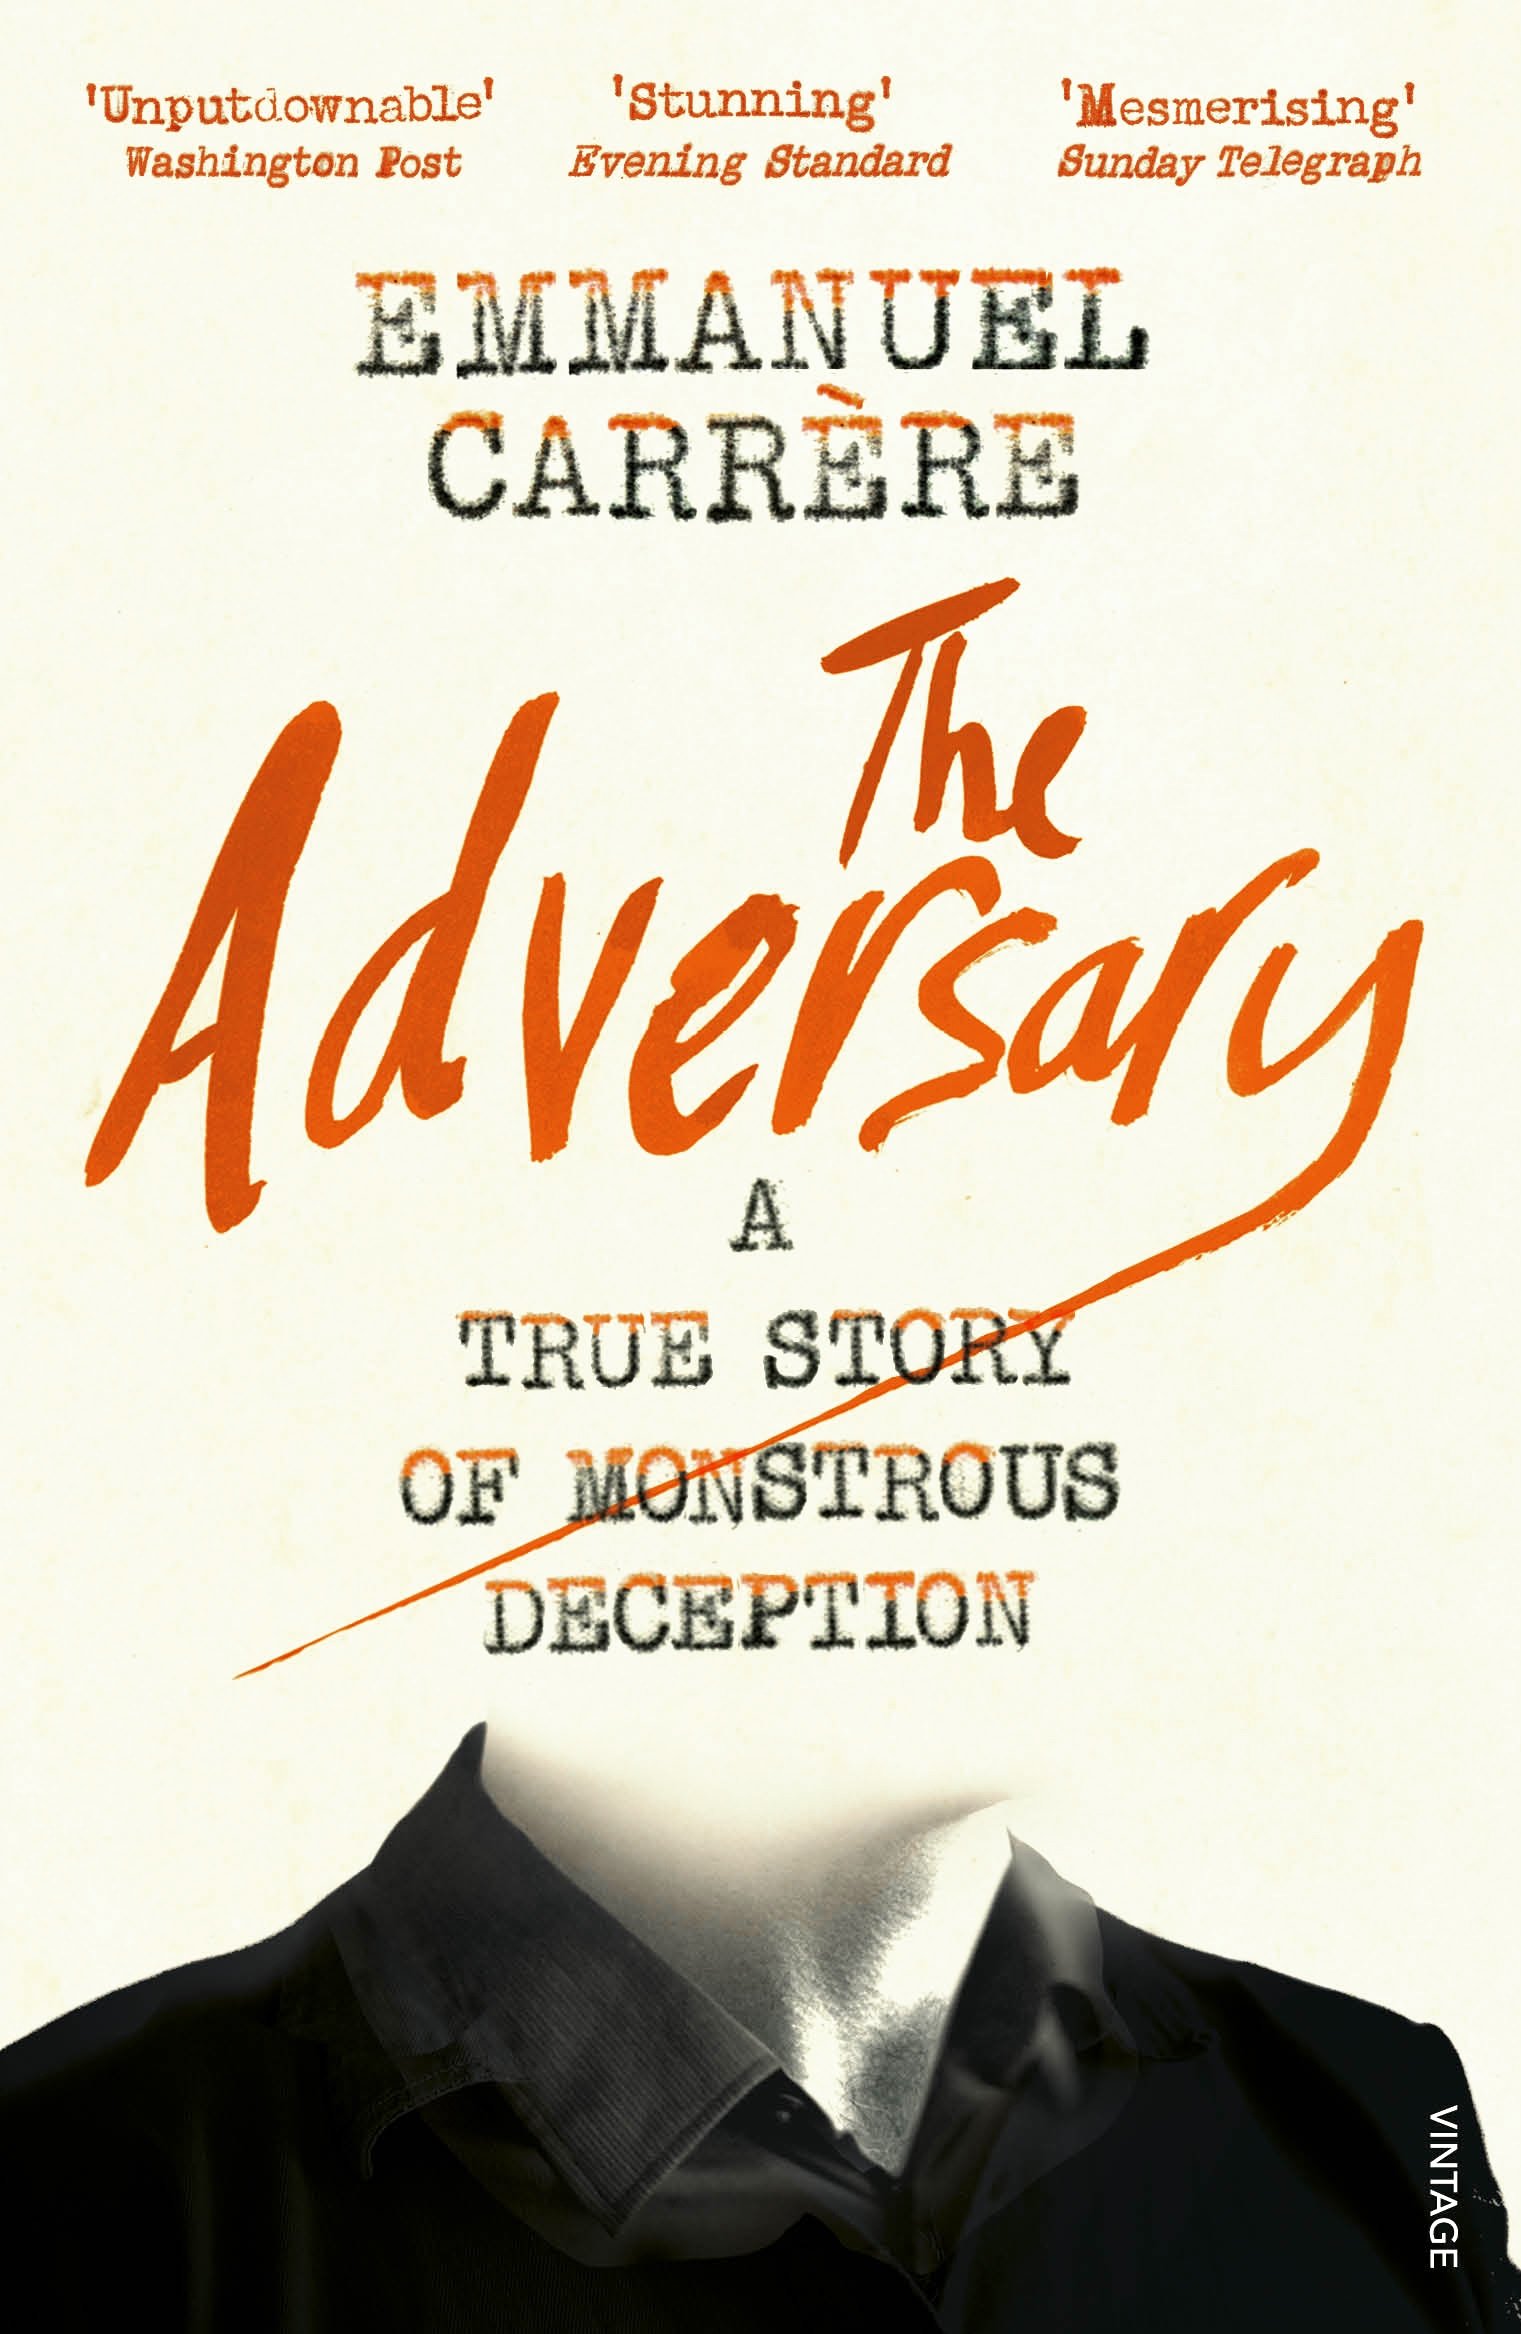 'Unputdownable'
Washington Post
'Stunning'
Evening Standard
'Mesmerising'
Sunday Telegraph
EMMANUEL
CARRÈRE
The
Adversary
A
TRUE STORY
OF MONSTROUS
DECEPTION
VINTAGE